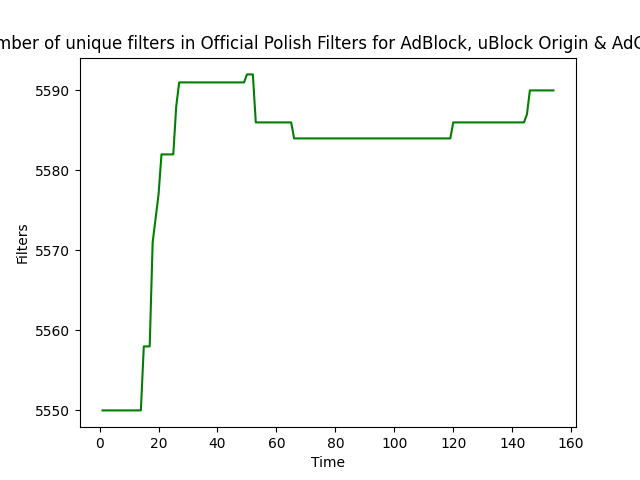 mber of unique filters in Official Polish Filters for AdBlock, uBlock Origin & AdG
5590
5580
5570
5560
5550
Filters
0 20 40 60 80 100 120 140 160
Time